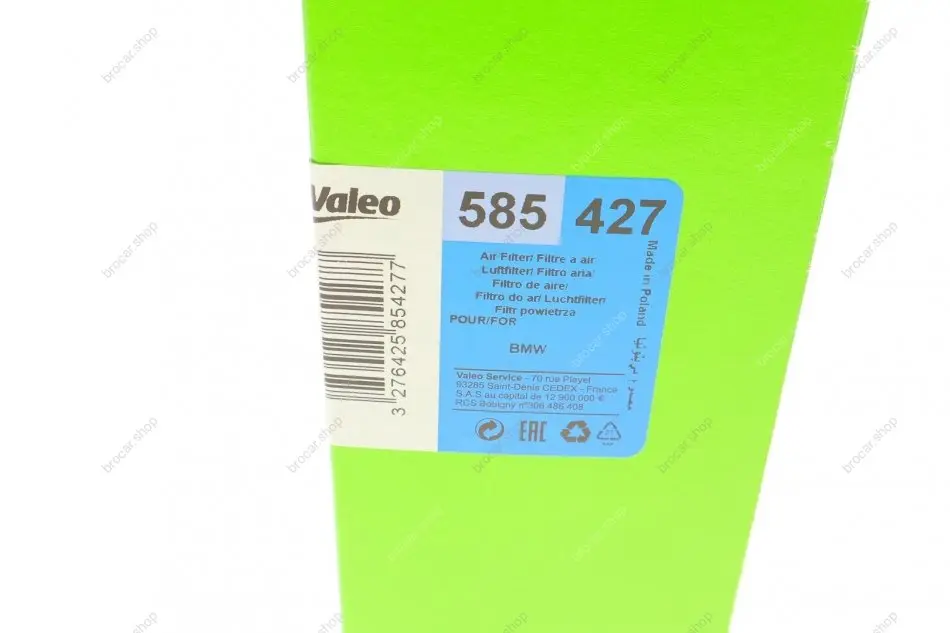 Valeo
585 427
Air Filter/ Filtre a air
Luftfilter/ Filtro aria/
Filtro de aire/
Filtro do ar/ Luchtfilter/
Filtr powietrza
POUR/FOR
BMW
Valeo Service - 70 rue Pleyel
93285 Saint-Denis CEDEX - France
S.A.S au capital de 12 900 000 €
RCS Bobigny n°306 486 408
EAC
Made in Poland
3 276425 854277
brocar.shop